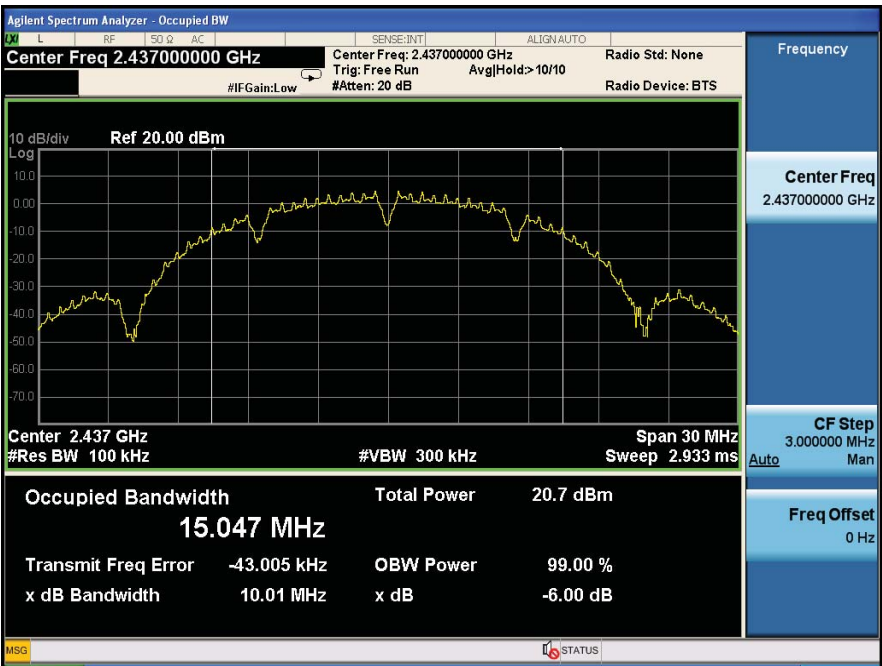 Agilent Spectrum Analyzer - Occupied BW
LXI L RF 50 Ω AC SENSE:INT ALIGN AUTO
Center Freq 2.437000000 GHz
Center Freq: 2.437000000 GHz
Radio Std: None
Trig: Free Run Avg|Hold:>10/10
#IFGain:Low
#Atten: 20 dB
Radio Device: BTS
10 dB/div Ref 20.00 dBm
Log
10.0
0.00
-10.0
-20.0
-30.0
-40.0
-50.0
-60.0
-70.0
Center 2.437 GHz
Span 30 MHz
#Res BW 100 kHz
#VBW 300 kHz
Sweep 2.933 ms
Occupied Bandwidth
15.047 MHz
Total Power 20.7 dBm
Transmit Freq Error -43.005 kHz
OBW Power 99.00 %
x dB Bandwidth 10.01 MHz
x dB -6.00 dB
MSG
STATUS
Frequency
Center Freq
2.437000000 GHz
CF Step
3.000000 MHz
Auto Man
Freq Offset
0 Hz